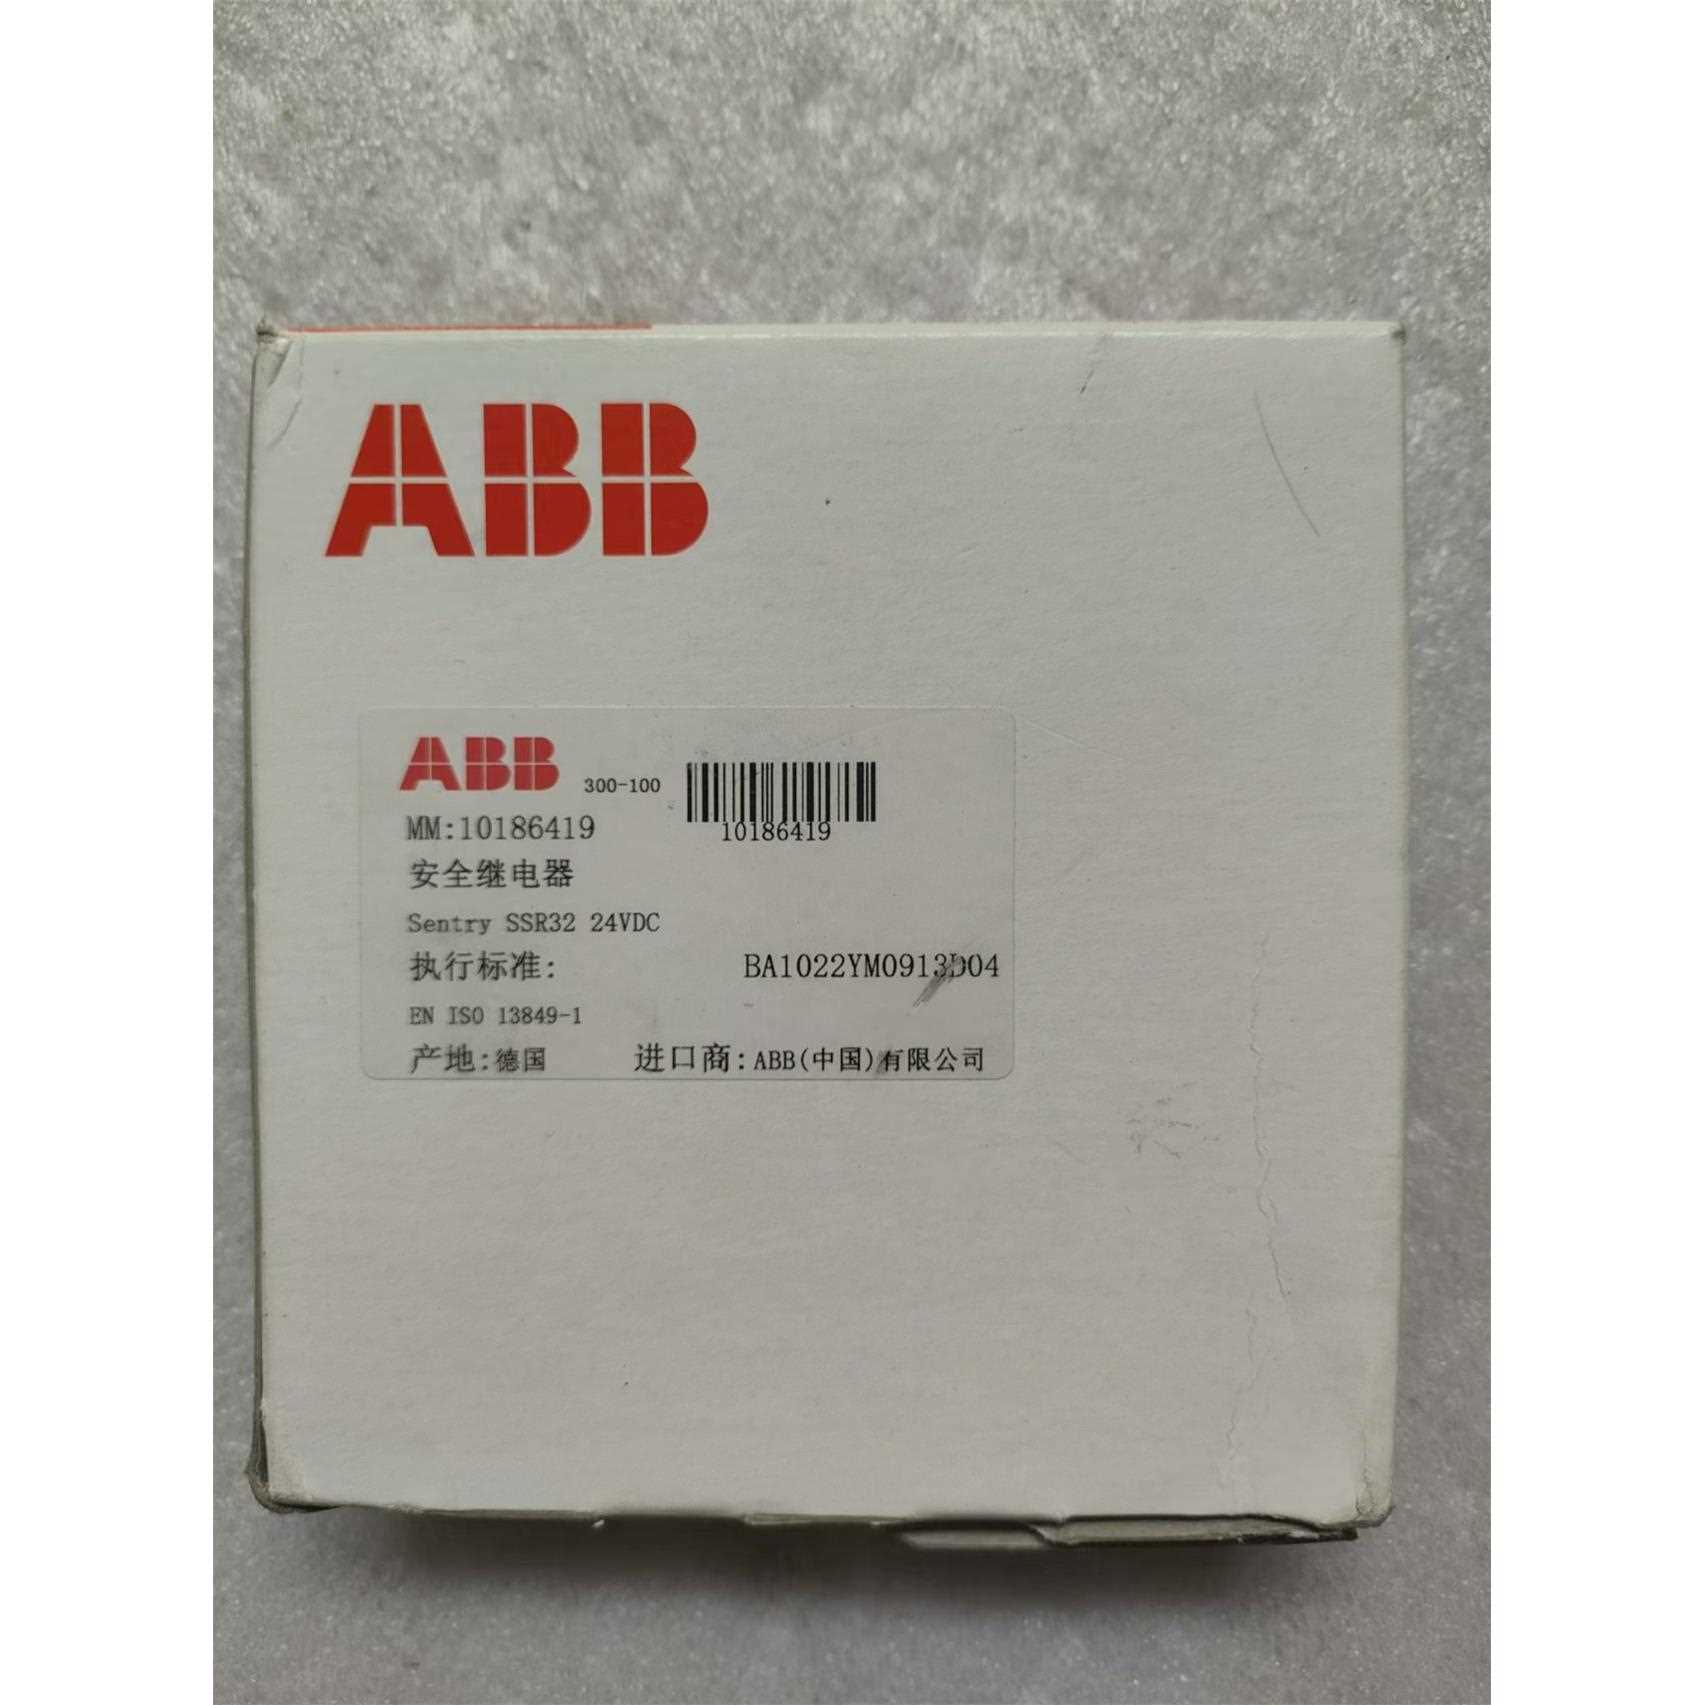 ABB
ABB 300-100
MM:10186419 10186419
安全继电器
Sentry SSR32 24VDC
执行标准: BA1022YM0913D04
EN ISO 13849-1
产地:德国 进口商:ABB(中国)有限公司